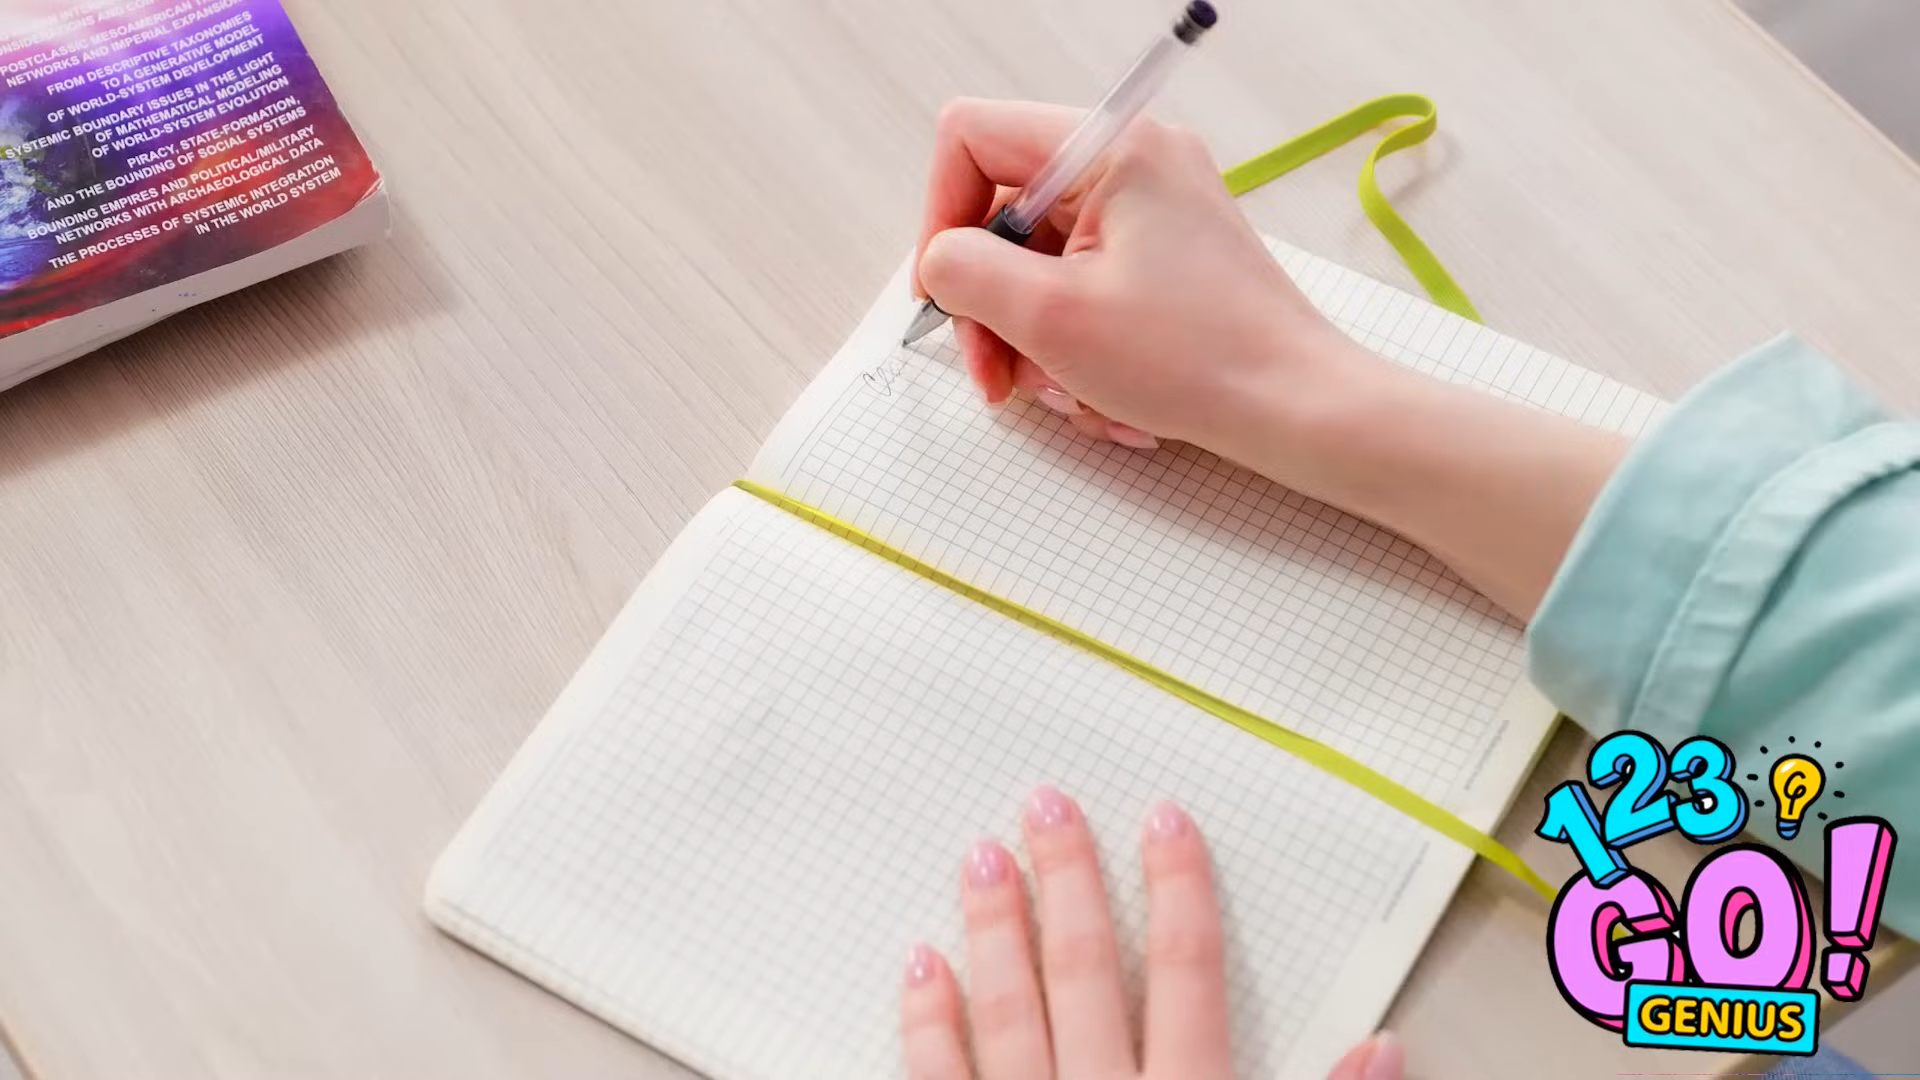 POSTCLASSIC MESOAMERICAN
NETWORKS AND IMPERIAL EXPANSION
FROM DESCRIPTIVE TAXONOMIES
TO A GENERATIVE MODEL
OF WORLD-SYSTEM DEVELOPMENT
SYSTEMIC BOUNDARY ISSUES IN THE LIGHT
OF MATHEMATICAL MODELING
OF WORLD-SYSTEM EVOLUTION
PIRACY, STATE-FORMATION,
AND THE BOUNDING OF SOCIAL SYSTEMS
BOUNDING EMPIRES AND POLITICAL/MILITARY
NETWORKS WITH ARCHAEOLOGICAL DATA
THE PROCESSES OF SYSTEMIC INTEGRATION
IN THE WORLD SYSTEM
123
GO!
GENIUS